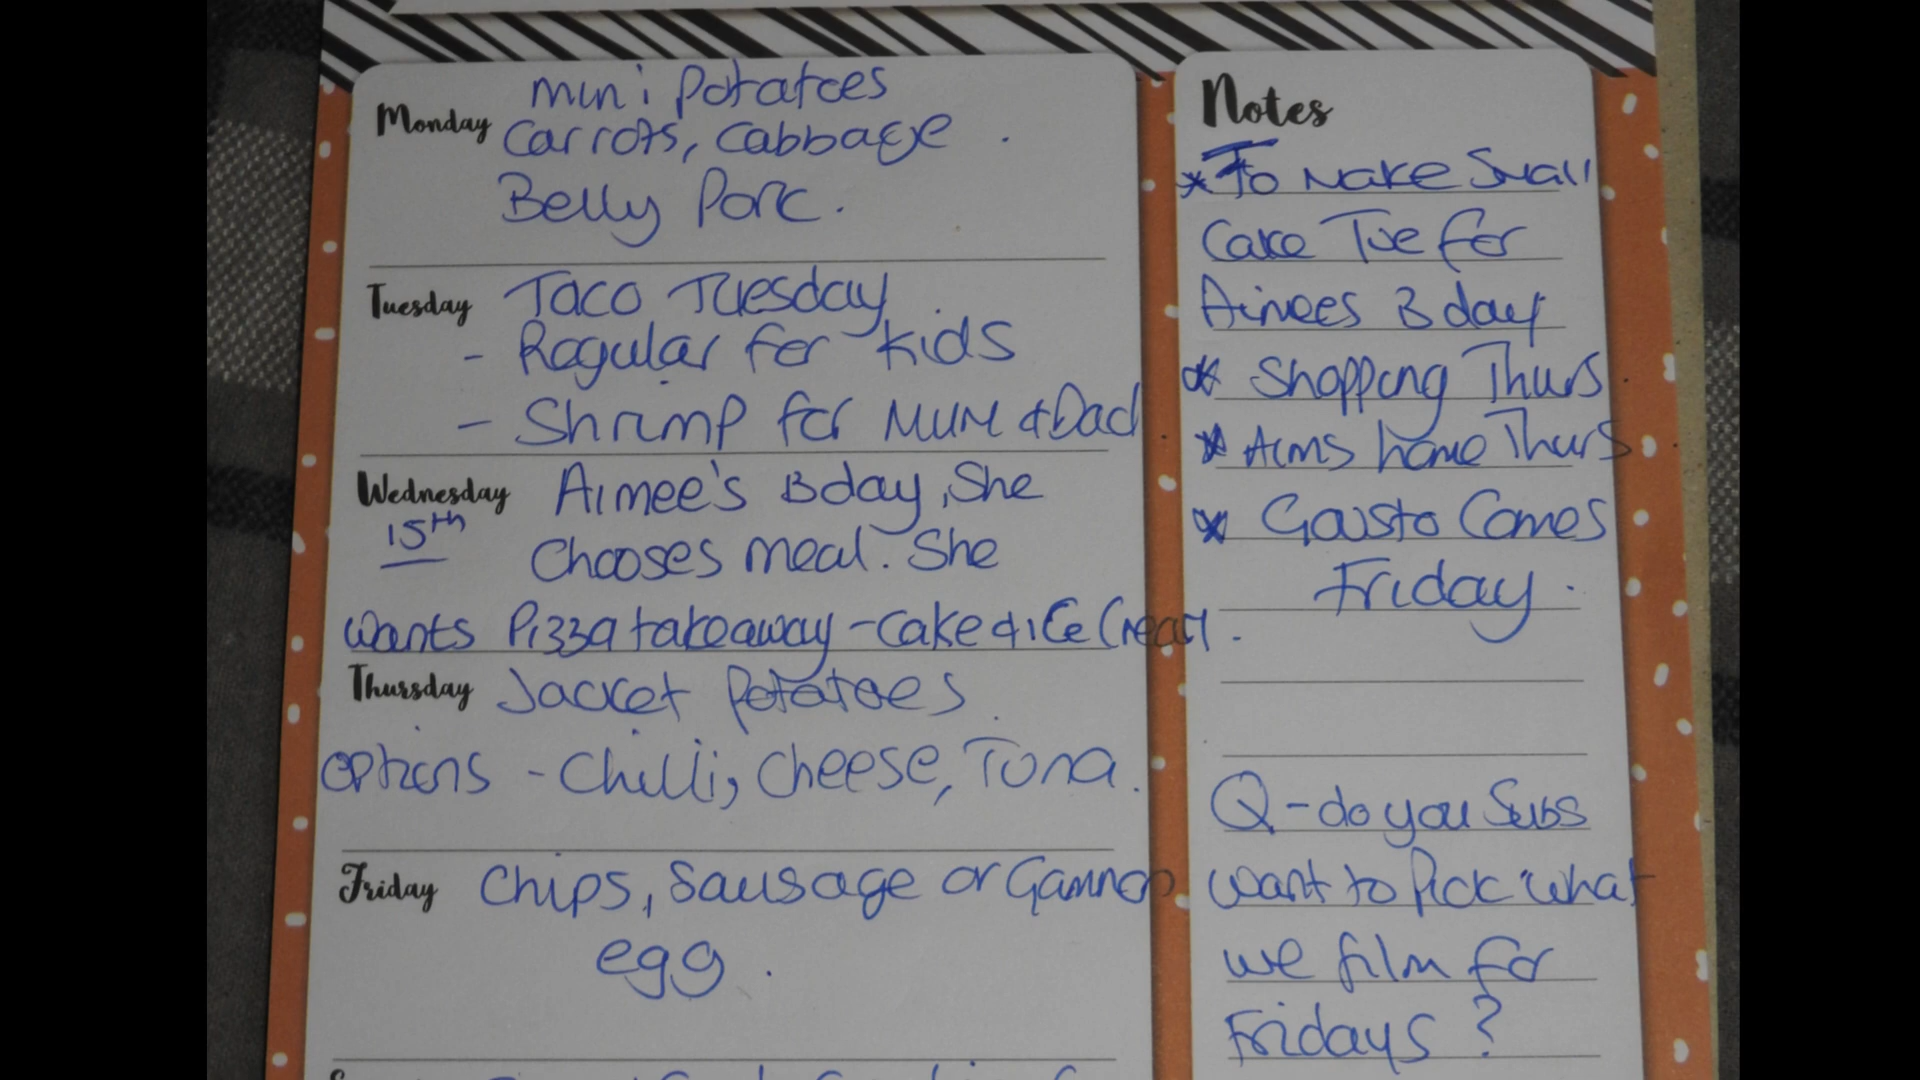 mini potatoes
Monday carrots, cabbage.
Belly Pork.
Tuesday Taco Tuesday
- Regular for kids
- Shrimp for Mum & Dad
Wednesday Aimee's Bday, She
15th Chooses meal. She
wants Pizza takeaway - cake & ice Cream.
Thursday Jacket potatoes
options - Chilli, cheese, Tuna.
Friday Chips, Sausage or Gammon
egg.
Notes
* To Make Small
Cake Tue for
Aimees Bday
* Shopping Thurs
* Aims home Thurs
* Gousto Comes
Friday.
Q - do you Subs
want to Pick what
we film for
Fridays?